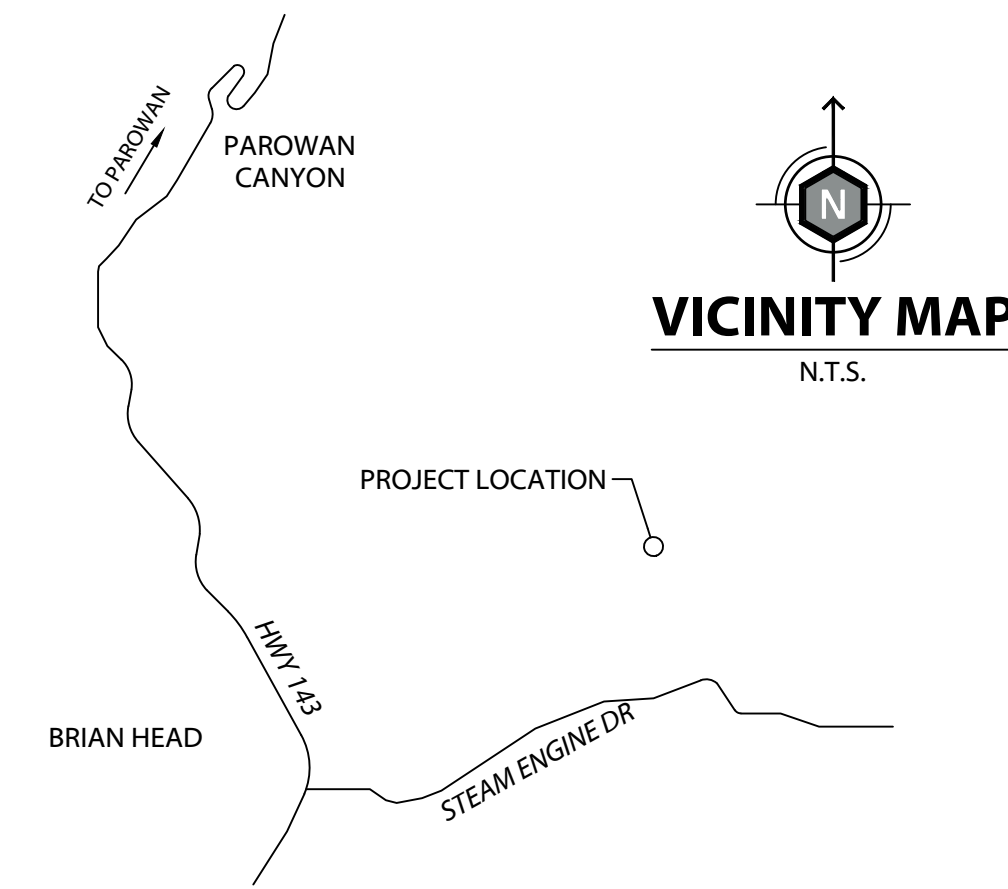 TO PAROWAN
PAROWAN
CANYON
N
VICINITY MAP
N.T.S.
PROJECT LOCATION
HWY 143
BRIAN HEAD
STEAM ENGINE DR